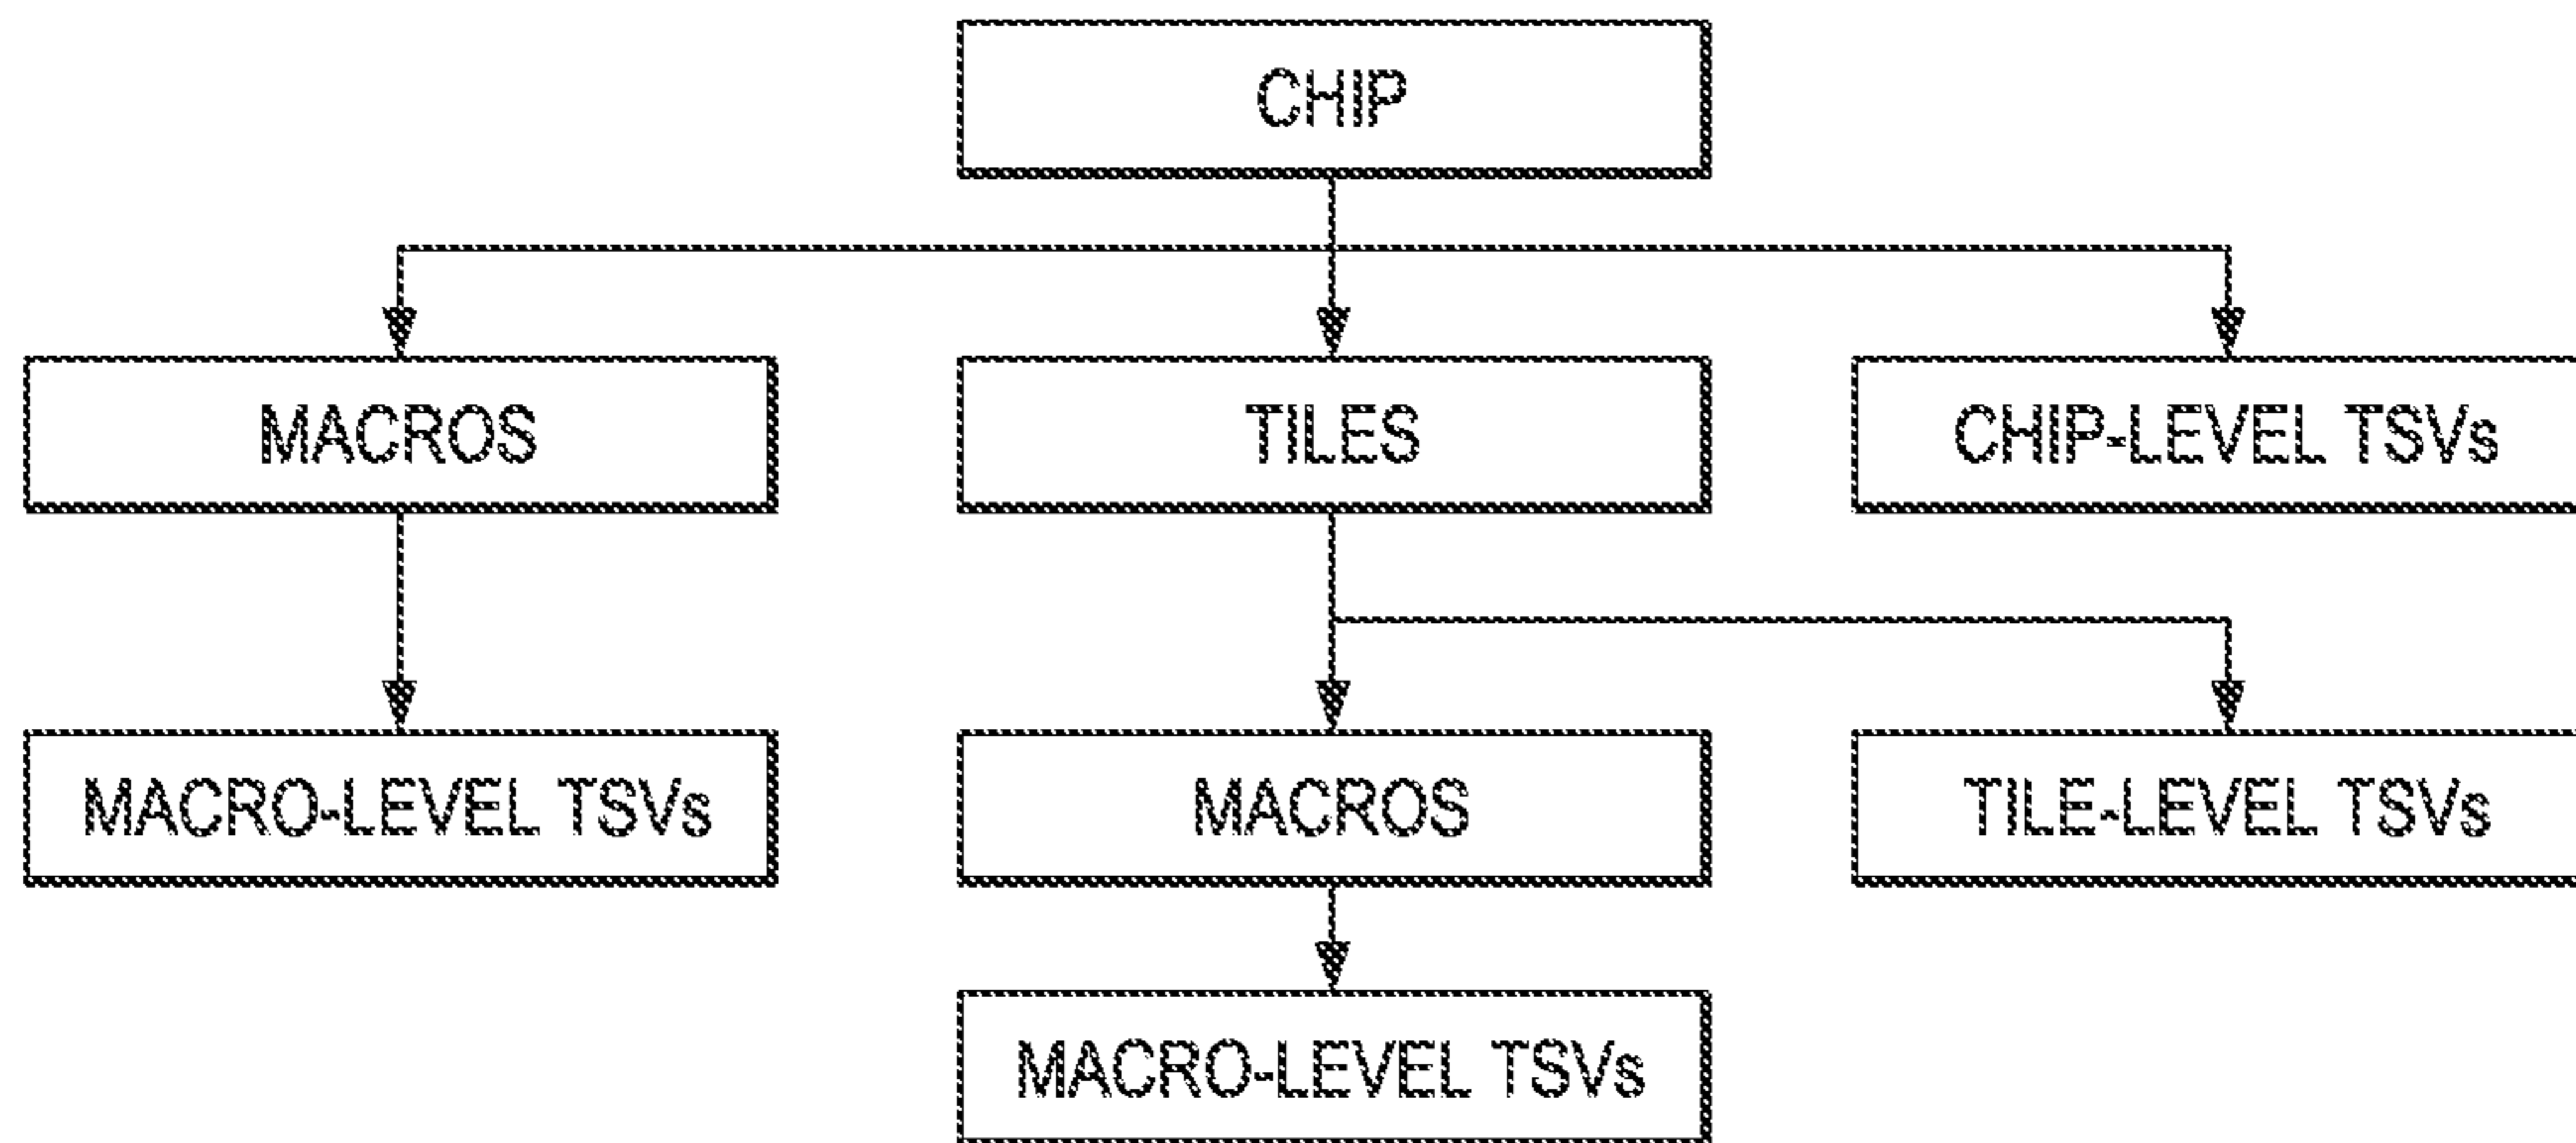 CHIP
MACROS
TILES
CHIP-LEVEL TSVs
MACRO-LEVEL TSVs
MACROS
TILE-LEVEL TSVs
MACRO-LEVEL TSVs